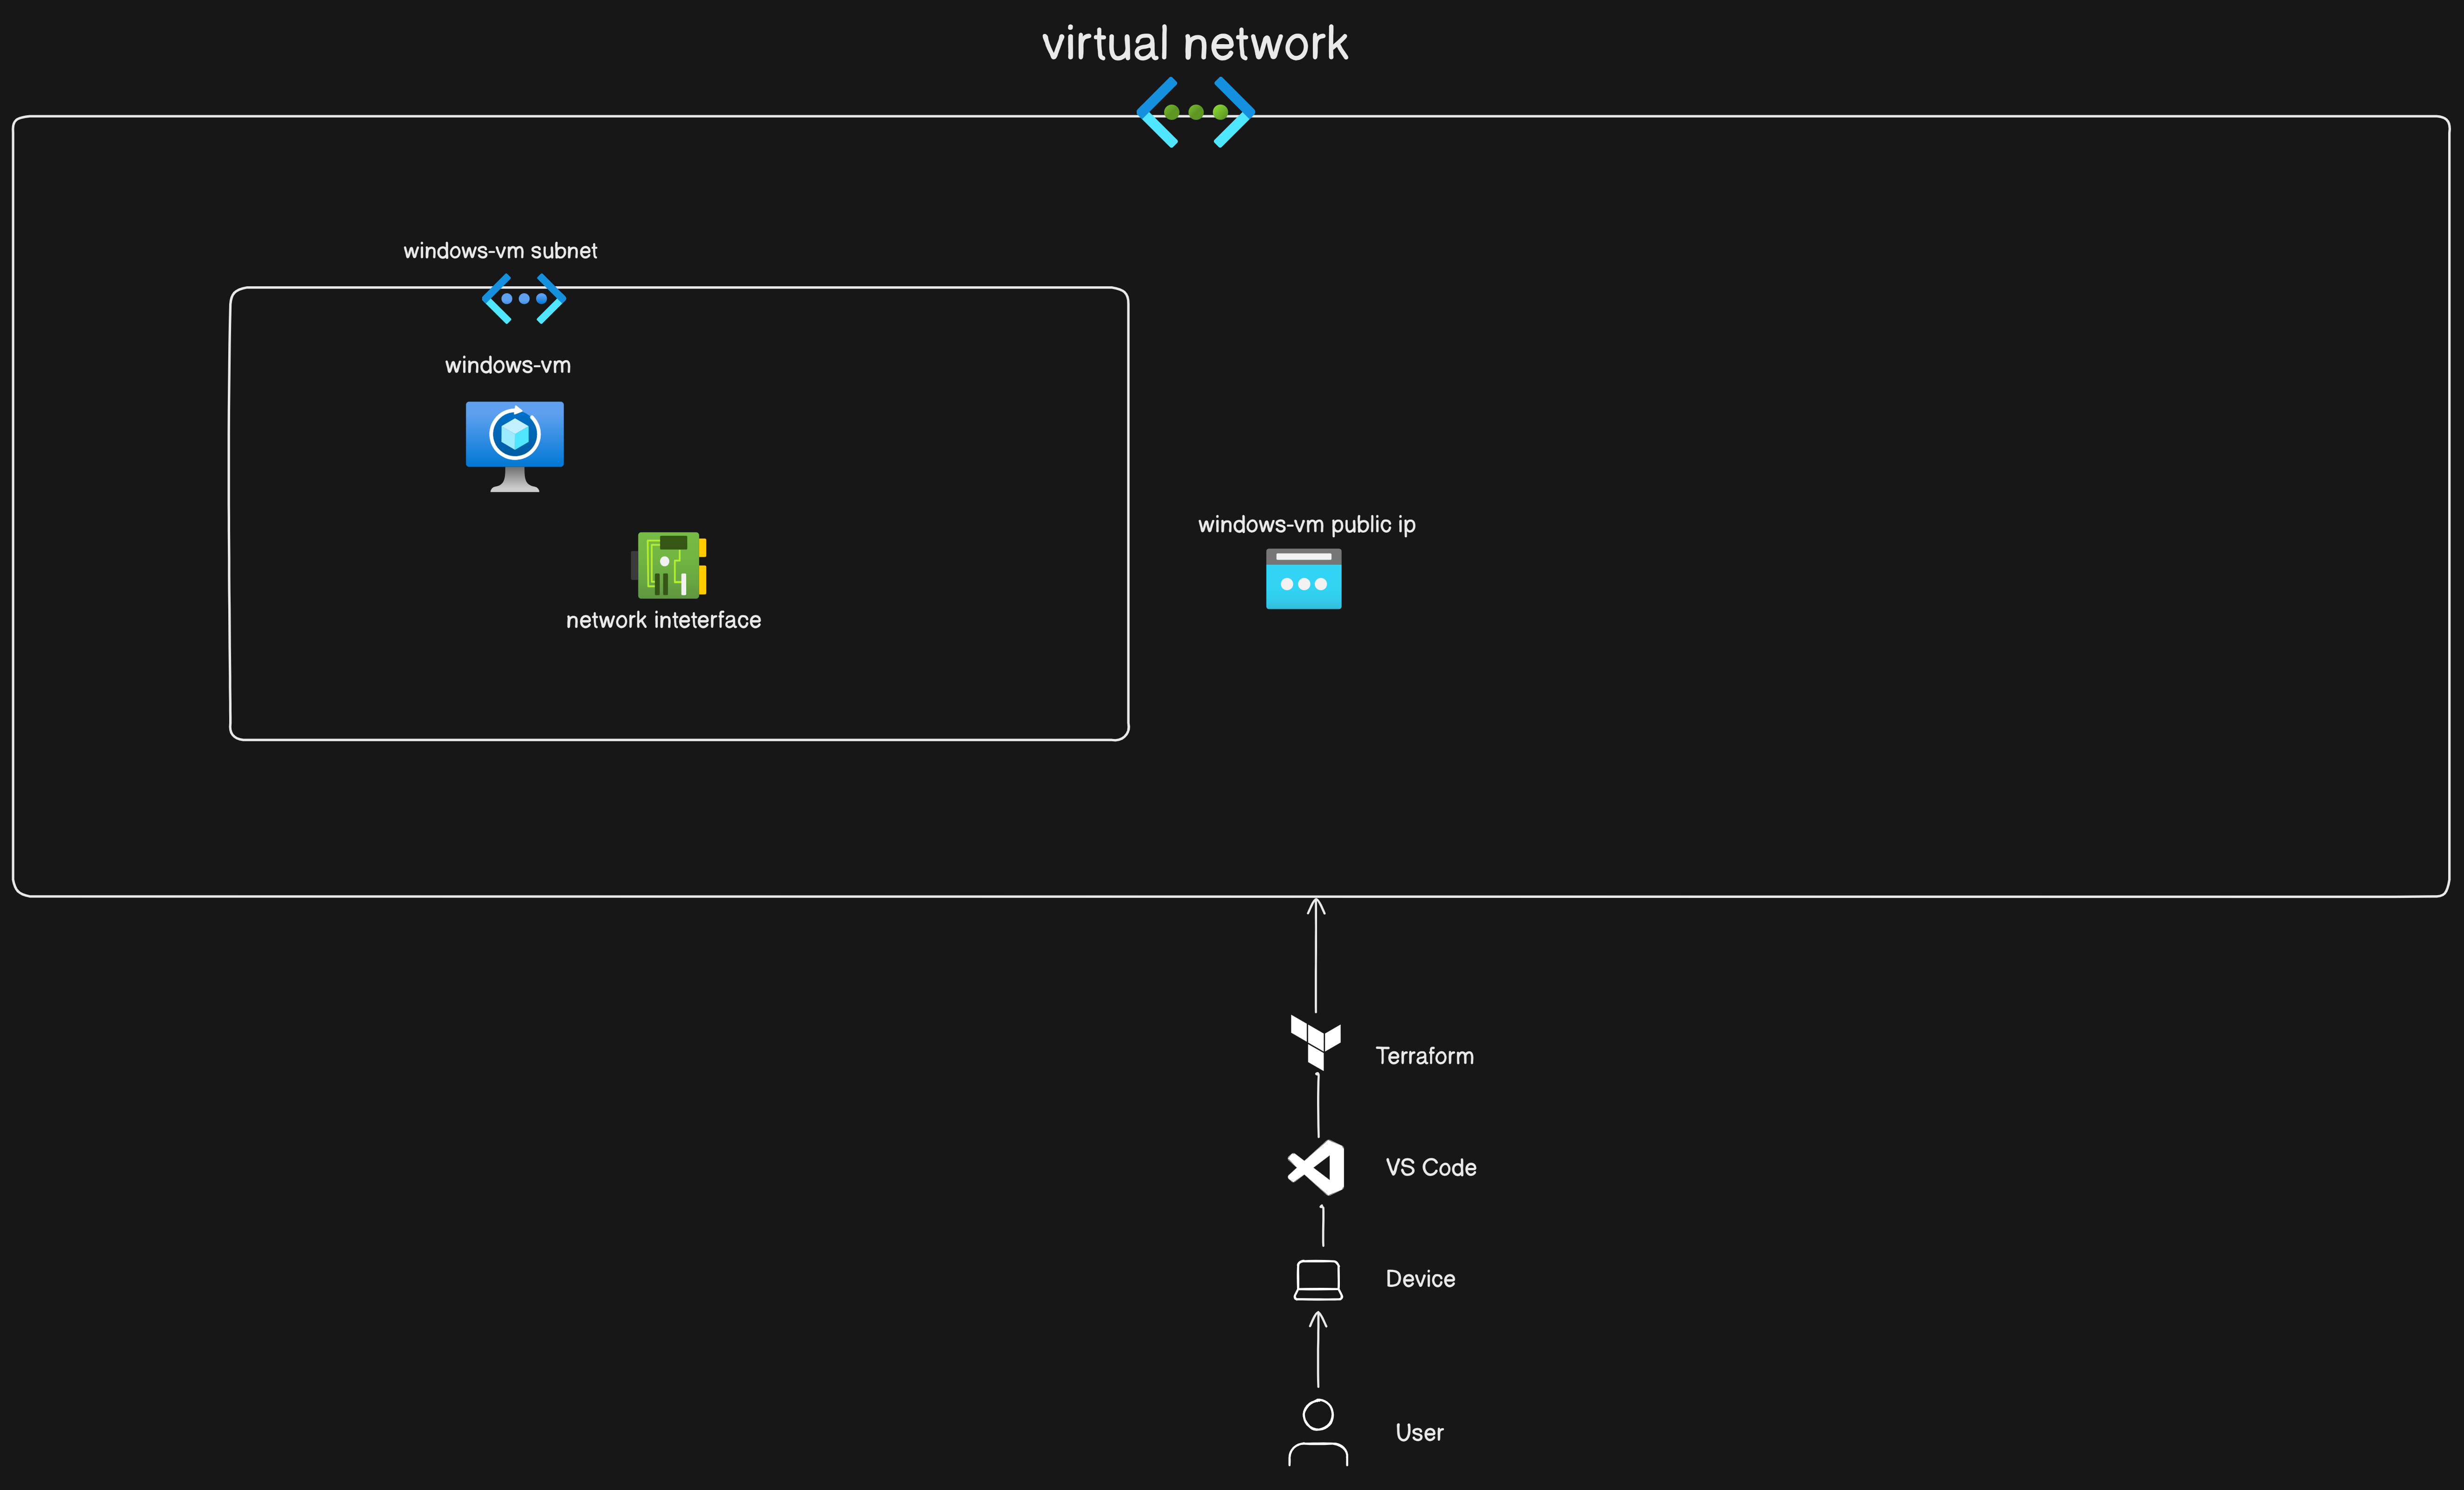 virtual network
windows-vm subnet
windows-vm
network inteterface
windows-vm public ip
Terraform
VS Code
Device
User